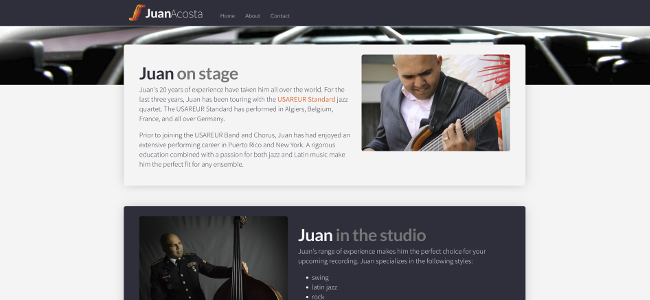 JuanAcosta
Home About Contact
Juan on stage
Juan's 20 years of experience have taken him all over the world. For the
last three years, Juan has been touring with the USAREUR Standard jazz
quartet. The USAREUR Standard has performed in Algiers, Belgium,
France, and all over Germany.
Prior to joining the USAREUR Band and Chorus, Juan has had enjoyed an
extensive performing career in Puerto Rico and New York. A rigorous
education combined with a passion for both jazz and Latin music make
him the perfect fit for any ensemble.
Juan in the studio
Juan's range of experience makes him the perfect choice for your
upcoming recording. Juan specializes in the following styles:
• swing
• latin jazz
• rock